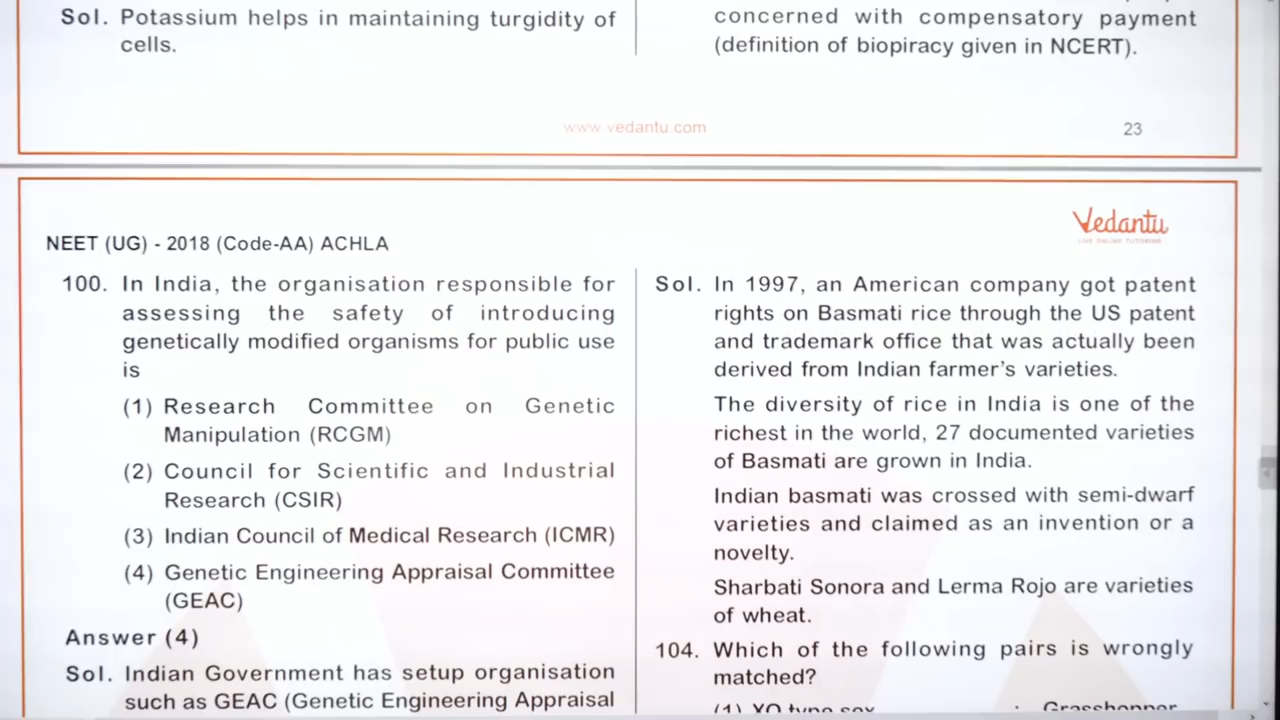 Sol. Potassium helps in maintaining turgidity of
cells.
concerned with compensatory payment
(definition of biopiracy given in NCERT).
www.vedantu.com
23
Vedantu
LIVE ONLINE TUTORING
NEET (UG) - 2018 (Code-AA) ACHLA
100. In India, the organisation responsible for
assessing the safety of introducing
genetically modified organisms for public use
is
(1) Research Committee on Genetic
Manipulation (RCGM)
(2) Council for Scientific and Industrial
Research (CSIR)
(3) Indian Council of Medical Research (ICMR)
(4) Genetic Engineering Appraisal Committee
(GEAC)
Answer (4)
Sol. Indian Government has setup organisation
such as GEAC (Genetic Engineering Appraisal
Sol. In 1997, an American company got patent
rights on Basmati rice through the US patent
and trademark office that was actually been
derived from Indian farmer's varieties.
The diversity of rice in India is one of the
richest in the world, 27 documented varieties
of Basmati are grown in India.
Indian basmati was crossed with semi-dwarf
varieties and claimed as an invention or a
novelty.
Sharbati Sonora and Lerma Rojo are varieties
of wheat.
104. Which of the following pairs is wrongly
matched?
(1) XO type sex : Grasshopper